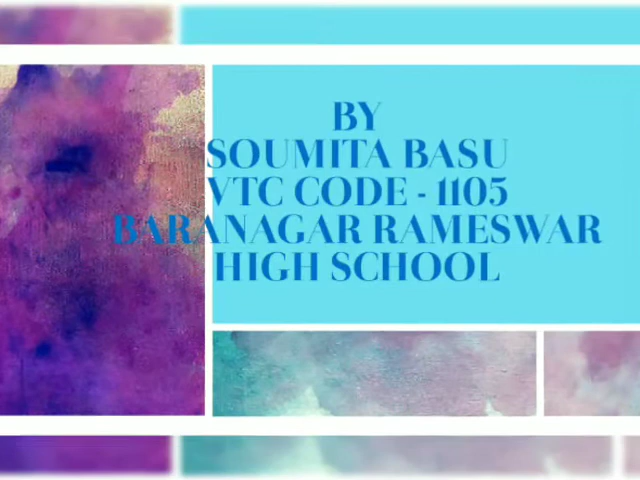 BY
SOUMITA BASU
VTC CODE - 1105
BARANAGAR RAMESWAR
HIGH SCHOOL